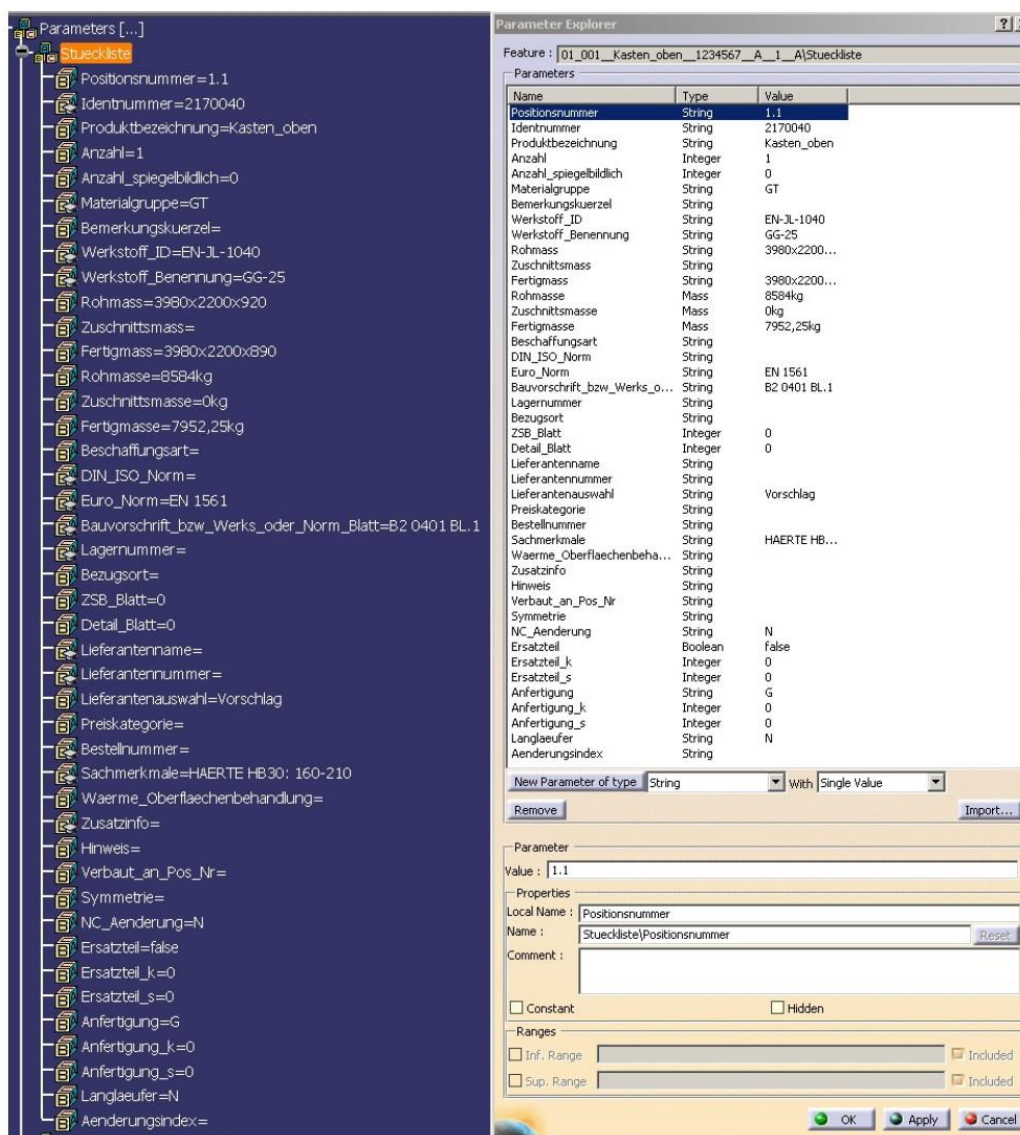 Parameters [...]
Stueckliste
Positionsnummer=1.1
Identnummer=2170040
Produktbezeichnung=Kasten_oben
Anzahl=1
Anzahl_spiegelbildlich=0
Materialgruppe=GT
Bemerkungskuerzel=
Werkstoff_ID=EN-JL-1040
Werkstoff_Benennung=GG-25
Rohmass=3980x2200x920
Zuschnittsmass=
Fertigmass=3980x2200x890
Rohmasse=8584kg
Zuschnittsmasse=0kg
Fertigmasse=7952,25kg
Beschaffungsart=
DIN_ISO_Norm=
Euro_Norm=EN 1561
Bauvorschrift_bzw_Werks_oder_Norm_Blatt=B2 0401 BL.1
Lagernummer=
Bezugsort=
ZSB_Blatt=0
Detail_Blatt=0
Lieferantenname=
Lieferantennummer=
Lieferantenauswahl=Vorschlag
Preiskategorie=
Bestellnummer=
Sachmerkmale=HAERTE HB30: 160-210
Waerme_Oberflaechenbehandlung=
Zusatzinfo=
Hinweis=
Verbaut_an_Pos_Nr=
Symmetrie=
NC_Aenderung=N
Ersatzteil=false
Ersatzteil_k=0
Ersatzteil_s=0
Anfertigung=G
Anfertigung_k=0
Anfertigung_s=0
Langlaeufer=N
Aenderungsindex=
Parameter Explorer ?
Feature : 01_001__Kasten_oben__1234567__A__1__A\Stueckliste
Parameters
Name Type Value
Positionsnummer String 1.1
Identnummer String 2170040
Produktbezeichnung String Kasten_oben
Anzahl Integer 1
Anzahl_spiegelbildlich Integer 0
Materialgruppe String GT
Bemerkungskuerzel String
Werkstoff_ID String EN-JL-1040
Werkstoff_Benennung String GG-25
Rohmass String 3980x2200...
Zuschnittsmass String
Fertigmass String 3980x2200...
Rohmasse Mass 8584kg
Zuschnittsmasse Mass 0kg
Fertigmasse Mass 7952,25kg
Beschaffungsart String
DIN_ISO_Norm String
Euro_Norm String EN 1561
Bauvorschrift_bzw_Werks_o... String B2 0401 BL.1
Lagernummer String
Bezugsort String
ZSB_Blatt Integer 0
Detail_Blatt Integer 0
Lieferantenname String
Lieferantennummer String
Lieferantenauswahl String Vorschlag
Preiskategorie String
Bestellnummer String
Sachmerkmale String HAERTE HB...
Waerme_Oberflaechenbeha... String
Zusatzinfo String
Hinweis String
Verbaut_an_Pos_Nr String
Symmetrie String
NC_Aenderung String N
Ersatzteil Boolean false
Ersatzteil_k Integer 0
Ersatzteil_s Integer 0
Anfertigung String G
Anfertigung_k Integer 0
Anfertigung_s Integer 0
Langlaeufer String N
Aenderungsindex String
New Parameter of type String With Single Value
Remove Import...
Parameter
Value : 1.1
Properties
Local Name : Positionsnummer
Name : Stueckliste\Positionsnummer Reset
Comment :
Constant Hidden
Ranges
Inf. Range Included
Sup. Range Included
OK Apply Cancel